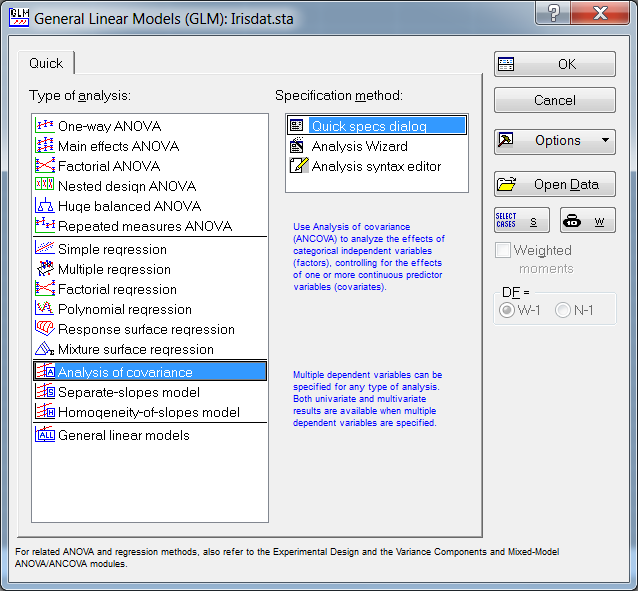 General Linear Models (GLM): Irisdat.sta
Quick
Type of analysis:
One-way ANOVA
Main effects ANOVA
Factorial ANOVA
Nested design ANOVA
Huge balanced ANOVA
Repeated measures ANOVA
Simple regression
Multiple regression
Factorial regression
Polynomial regression
Response surface regression
Mixture surface regression
Analysis of covariance
Separate-slopes model
Homogeneity-of-slopes model
General linear models
Specification method:
Quick specs dialog
Analysis Wizard
Analysis syntax editor
Use Analysis of covariance
(ANCOVA) to analyze the effects of
categorical independent variables
(factors), controlling for the effects
of one or more continuous predictor
variables (covariates).
Multiple dependent variables can be
specified for any type of analysis.
Both univariate and multivariate
results are available when multiple
dependent variables are specified.
OK
Cancel
Options
Open Data
SELECT
CASES S
W
Weighted
moments
DF =
W-1 N-1
For related ANOVA and regression methods, also refer to the Experimental Design and the Variance Components and Mixed-Model
ANOVA/ANCOVA modules.